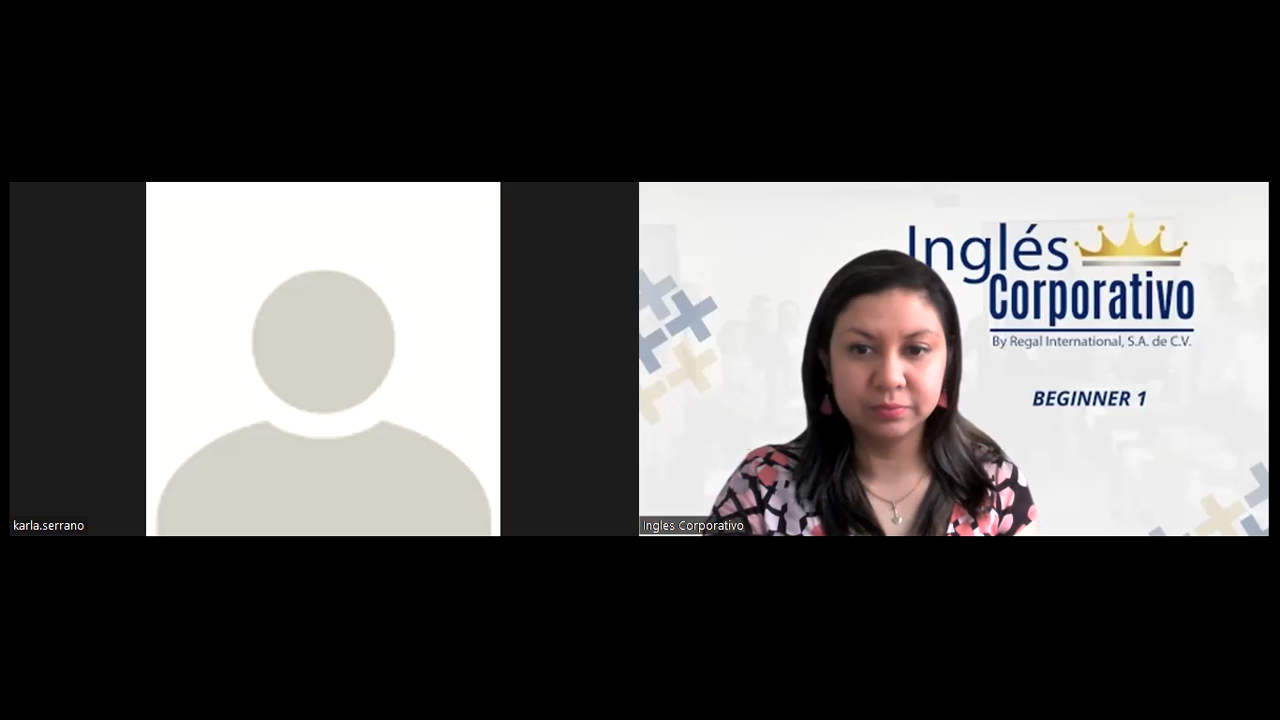 karla.serrano
Inglés
Corporativo
By Regal International, S.A. de C.V.
BEGINNER 1
Ingles Corporativo